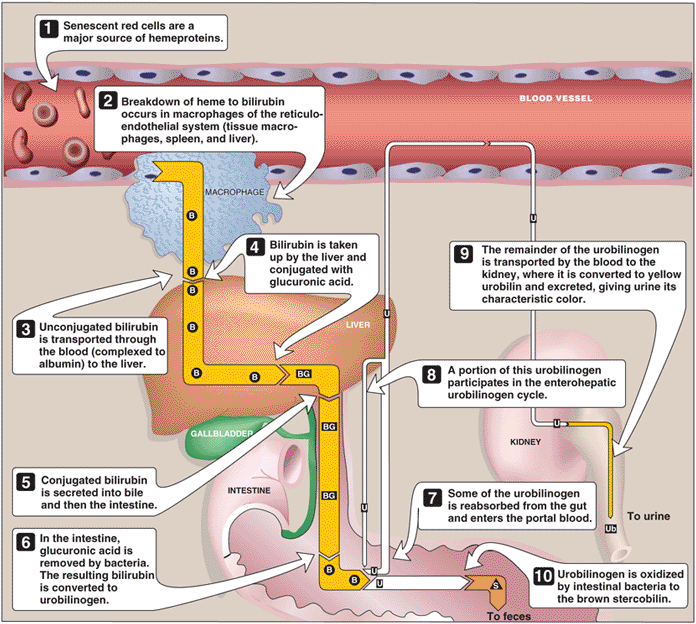 1 Senescent red cells are a
major source of hemeproteins.
BLOOD VESSEL
2 Breakdown of heme to bilirubin
occurs in macrophages of the reticulo-
endothelial system (tissue macro-
phages, spleen, and liver).
MACROPHAGE
B
U
4 Bilirubin is taken
up by the liver and
conjugated with
glucuronic acid.
9 The remainder of the urobilinogen
is transported by the blood to the
kidney, where it is converted to yellow
urobilin and excreted, giving urine its
characteristic color.
B
B
3 Unconjugated bilirubin
is transported through
the blood (complexed to
albumin) to the liver.
B
LIVER
U
B
B
BG
8 A portion of this urobilinogen
participates in the enterohepatic
urobilinogen cycle.
GALLBLADDER
BG
KIDNEY
U
5 Conjugated bilirubin
is secreted into bile
and then the intestine.
INTESTINE
BG
U
7 Some of the urobilinogen
is reabsorbed from the gut
and enters the portal blood.
To urine
Ub
6 In the intestine,
glucuronic acid is
removed by bacteria.
The resulting bilirubin
is converted to
urobilinogen.
B
B
U
U
S
10 Urobilinogen is oxidized
by intestinal bacteria to
the brown stercobilin.
To feces